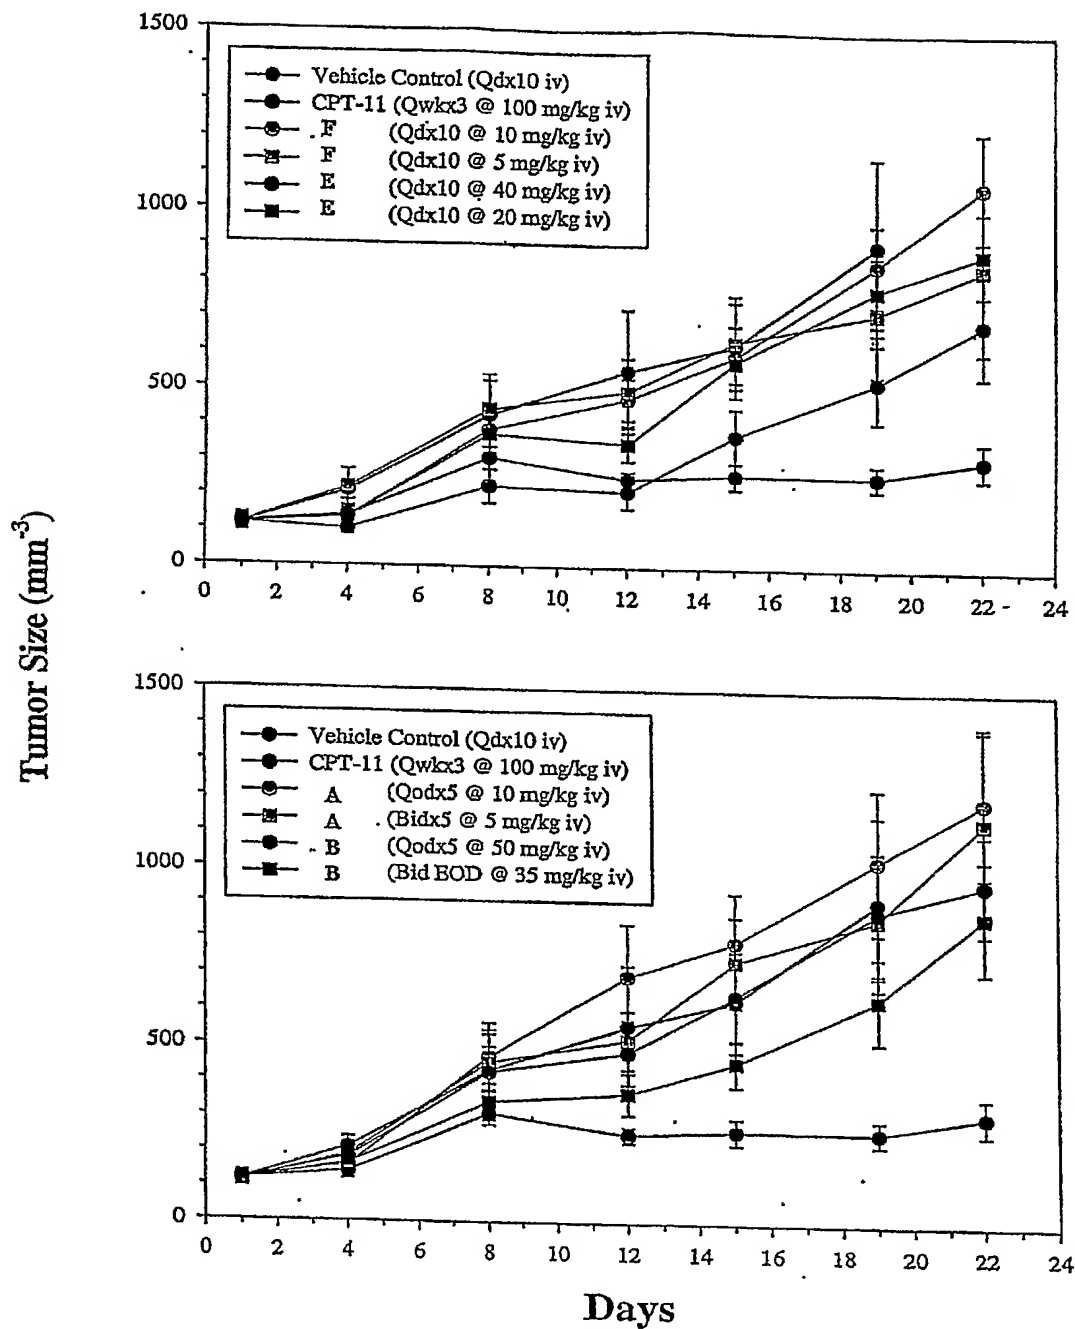 Tumor Size (mm-3)
1500
1000
500
0
Vehicle Control (Qdx10 iv)
CPT-11 (Qwkx3 @ 100 mg/kg iv)
F (Qdx10 @ 10 mg/kg iv)
F (Qdx10 @ 5 mg/kg iv)
E (Qdx10 @ 40 mg/kg iv)
E (Qdx10 @ 20 mg/kg iv)
0 2 4 6 8 10 12 14 16 18 20 22 24
1500
1000
500
0
Vehicle Control (Qdx10 iv)
CPT-11 (Qwkx3 @ 100 mg/kg iv)
A (Qodx5 @ 10 mg/kg iv)
A (Bidx5 @ 5 mg/kg iv)
B (Qodx5 @ 50 mg/kg iv)
B (Bid EOD @ 35 mg/kg iv)
0 2 4 6 8 10 12 14 16 18 20 22 24
Days